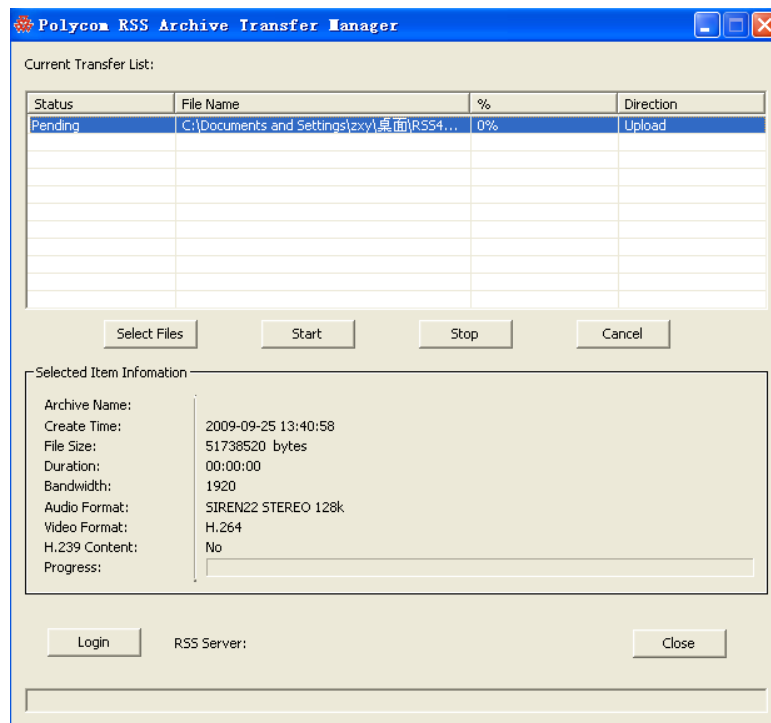 Polycom RSS Archive Transfer Manager
Current Transfer List:
Status File Name % Direction
Pending C:\Documents and Settings\zxy\桌面\RSS4... 0% Upload
Select Files Start Stop Cancel
Selected Item Infomation
Archive Name:
Create Time: 2009-09-25 13:40:58
File Size: 51738520 bytes
Duration: 00:00:00
Bandwidth: 1920
Audio Format: SIREN22 STEREO 128k
Video Format: H.264
H.239 Content: No
Progress:
Login RSS Server: Close